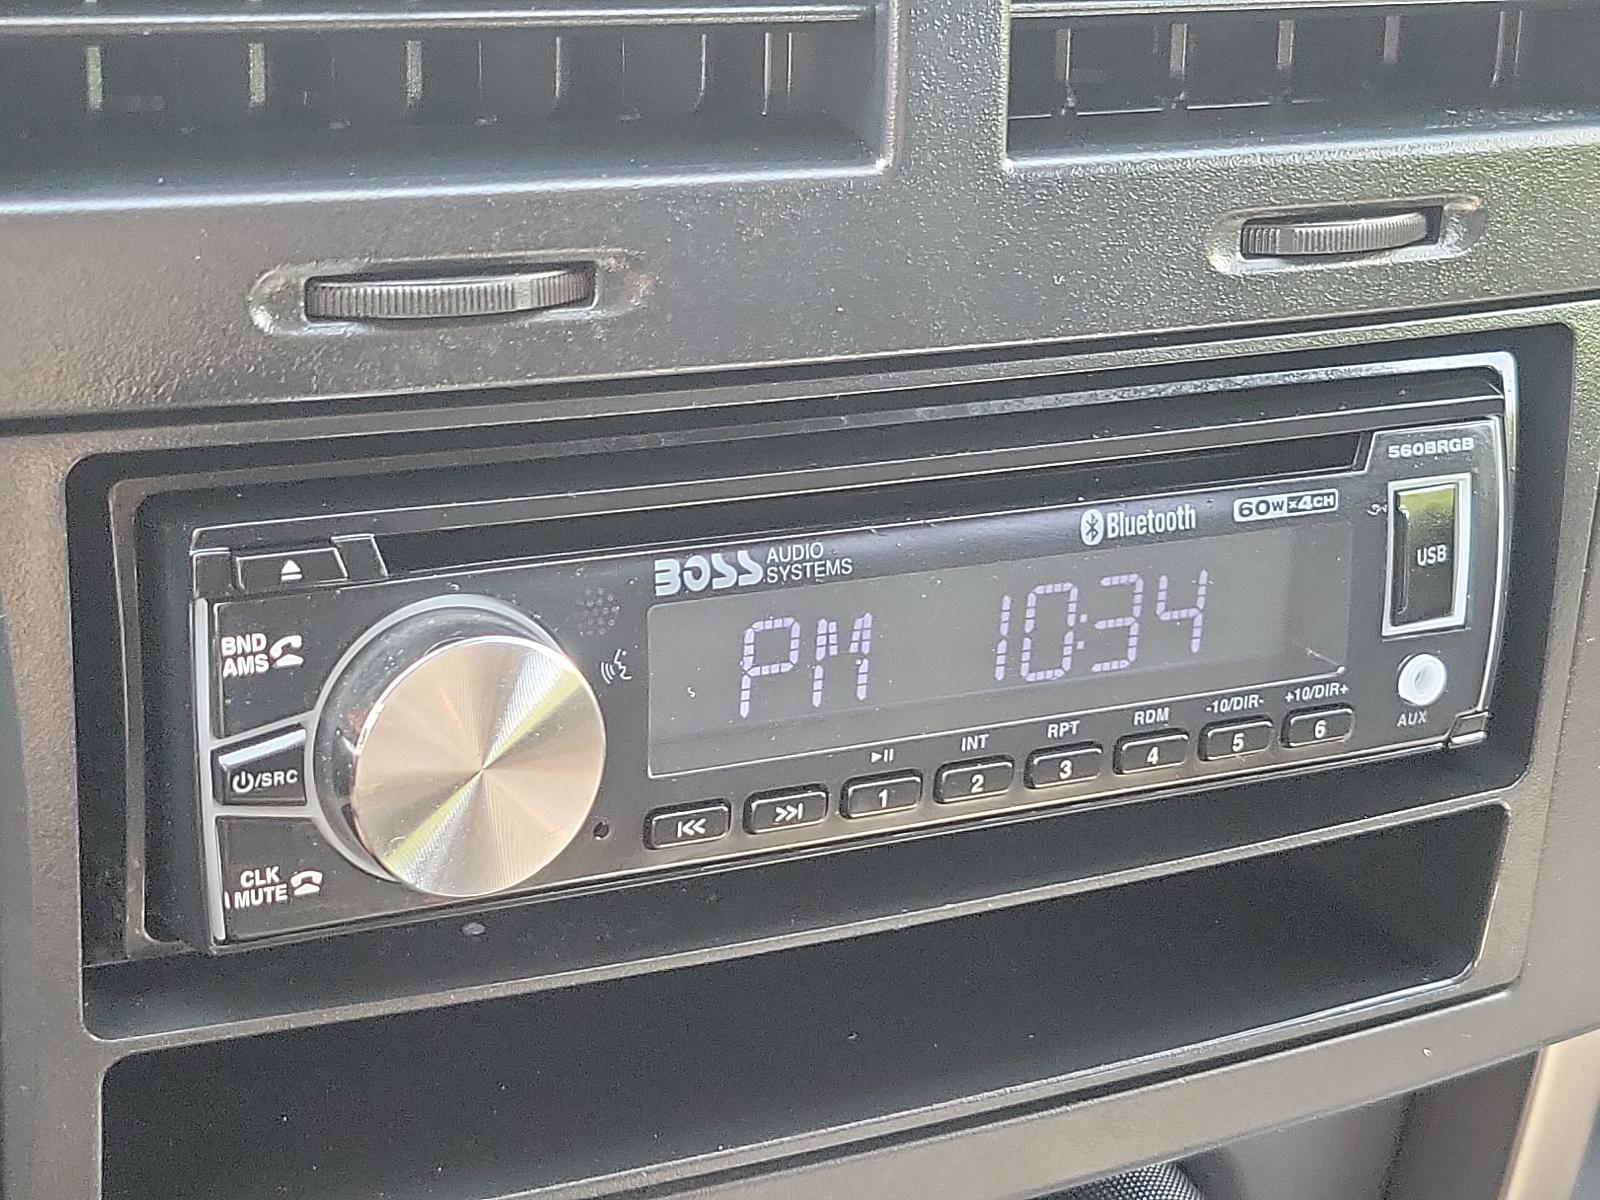 560BRGB
BOSS AUDIO SYSTEMS
Bluetooth
60W×4CH
USB
BND
AMS
PM 10:34
⏻/SRC
AUX
INT
RPT
RDM
-10/DIR-
+10/DIR+
1
2
3
4
5
6
CLK
MUTE